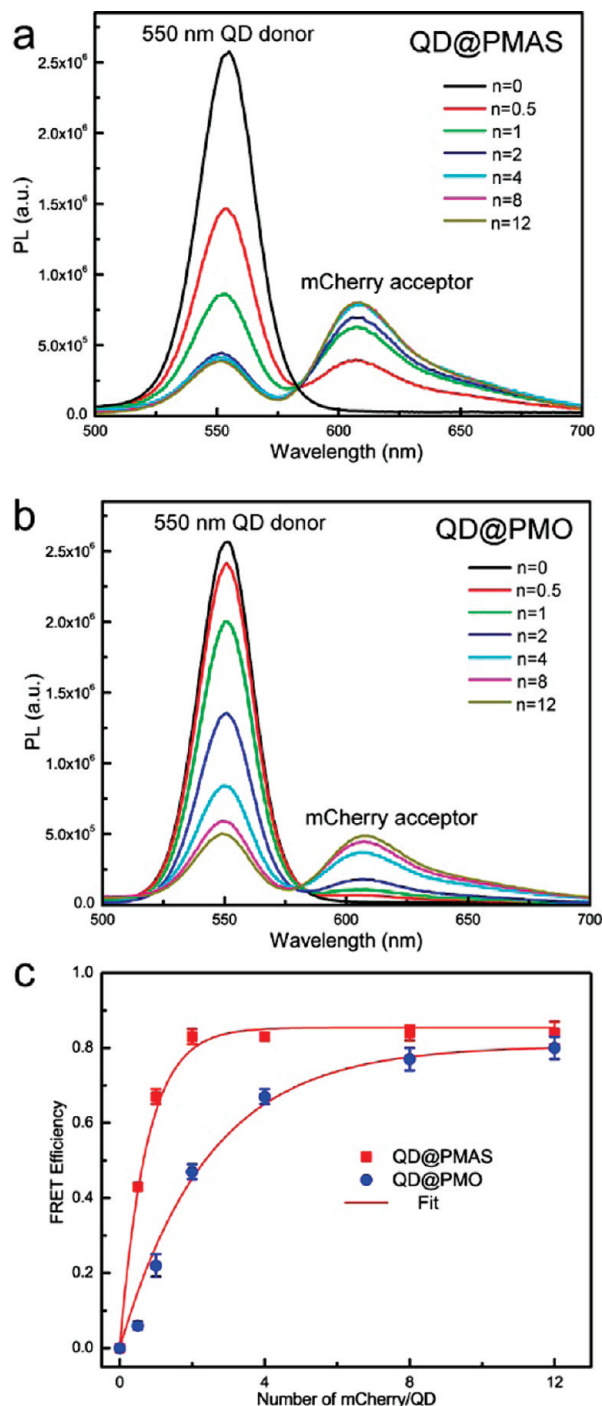 a
550 nm QD donor
QD@PMAS
n=0
n=0.5
n=1
n=2
n=4
n=8
n=12
mCherry acceptor
PL (a.u.)
2.5x10⁶
2.0x10⁶
1.5x10⁶
1.0x10⁶
5.0x10⁵
0.0
500 550 600 650 700
Wavelength (nm)
b
550 nm QD donor
QD@PMO
n=0
n=0.5
n=1
n=2
n=4
n=8
n=12
mCherry acceptor
PL (a.u.)
2.5x10⁶
2.0x10⁶
1.5x10⁶
1.0x10⁶
5.0x10⁵
0.0
500 550 600 650 700
Wavelength (nm)
c
FRET Efficiency
1.0
0.8
0.6
0.4
0.2
0.0
QD@PMAS
QD@PMO
Fit
0 4 8 12
Number of mCherry/QD